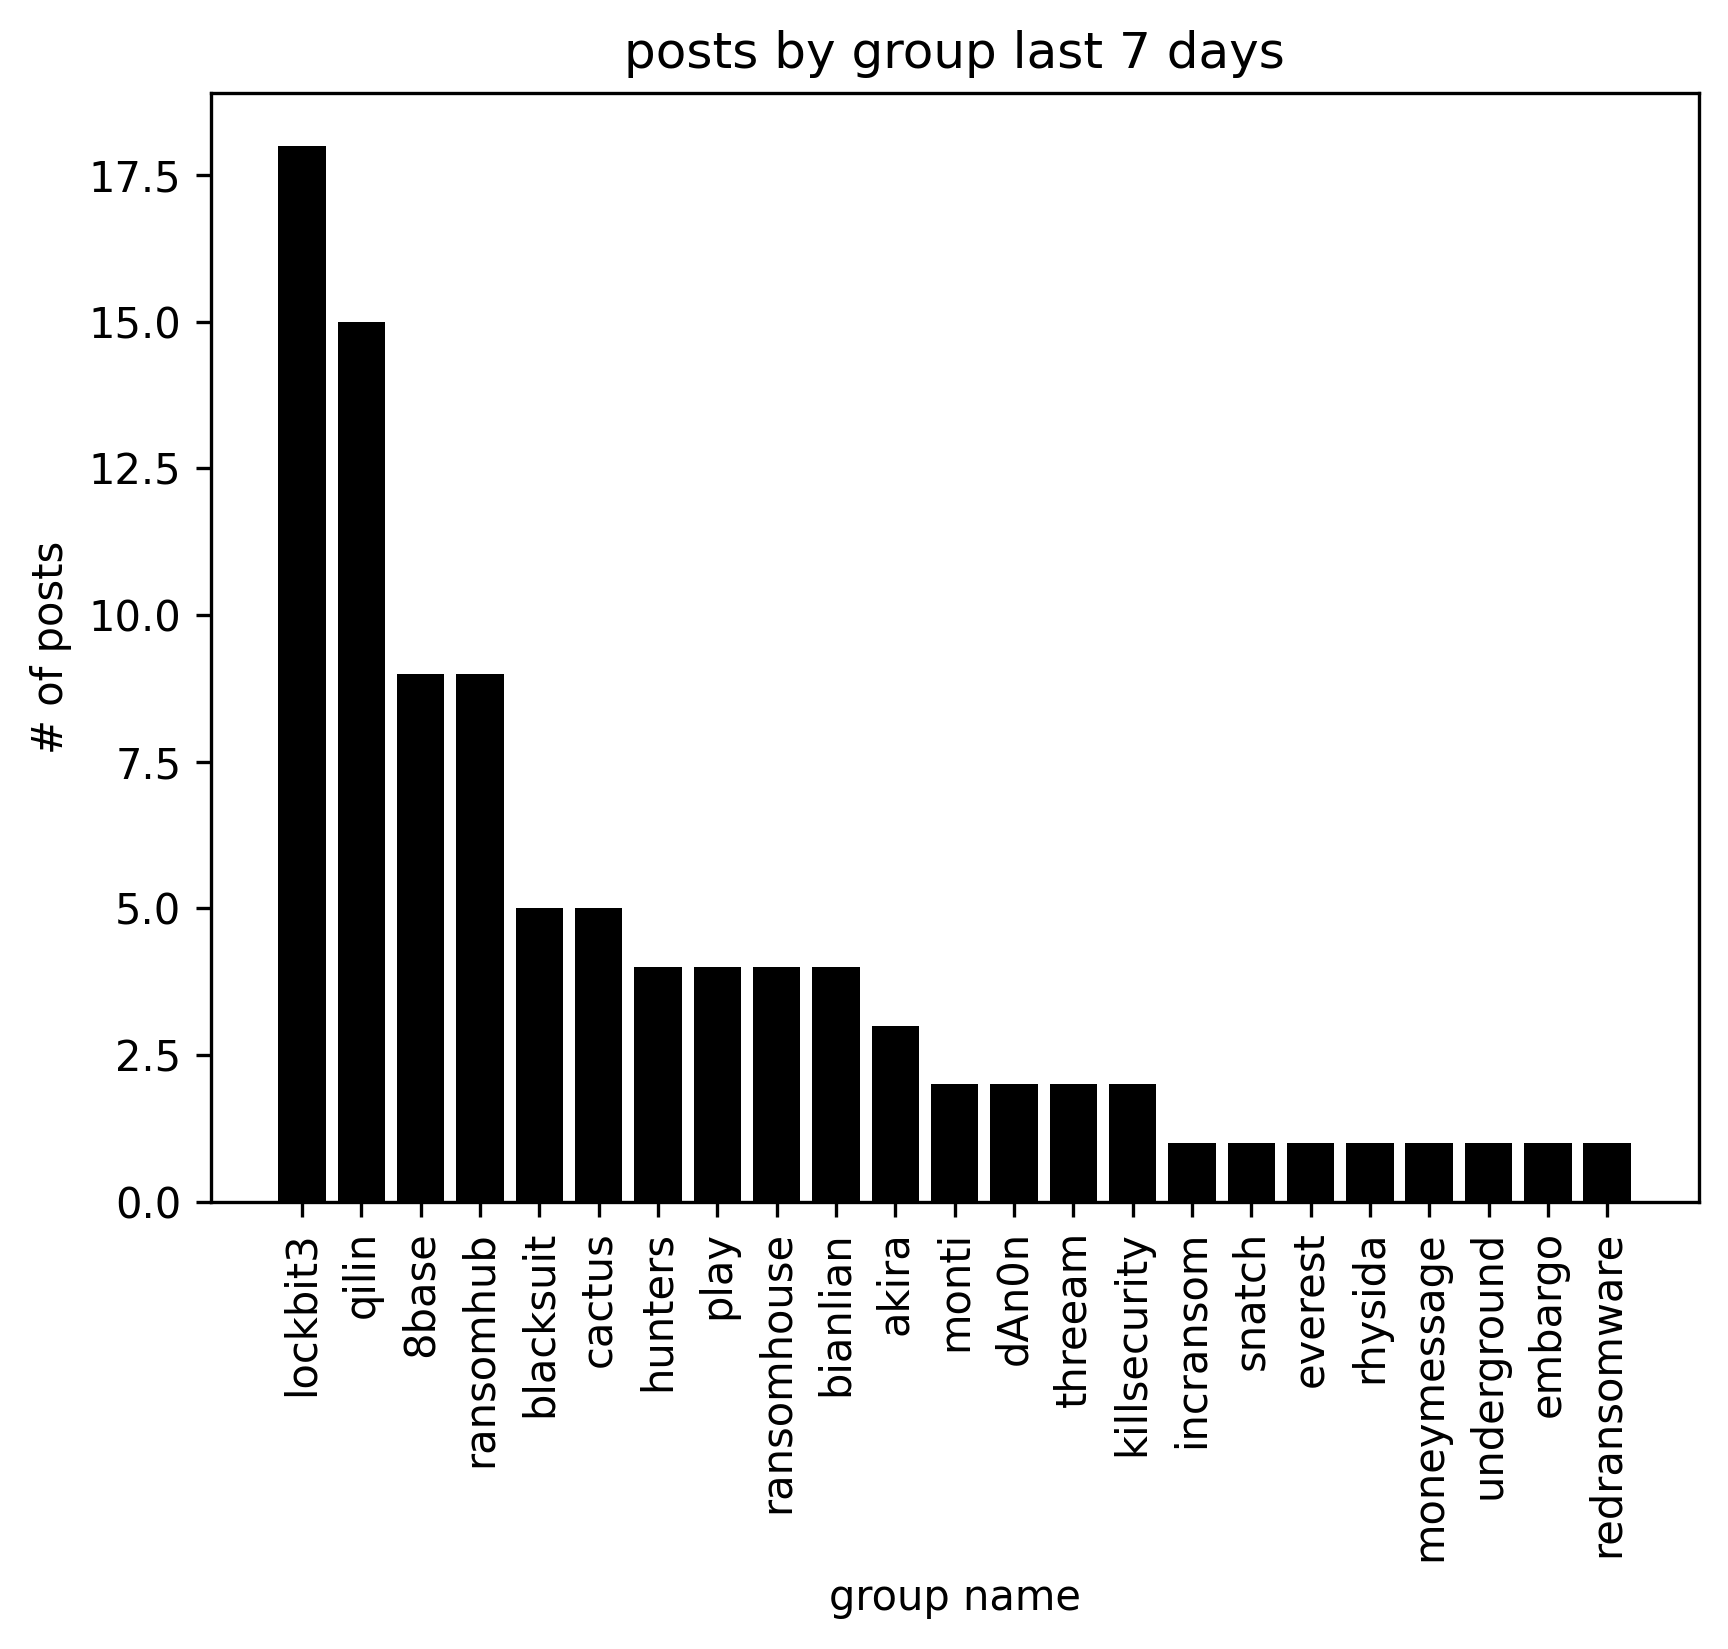 posts by group last 7 days
# of posts
17.5
15.0
12.5
10.0
7.5
5.0
2.5
0.0
lockbit3
qilin
8base
ransomhub
blacksuit
cactus
hunters
play
ransomhouse
bianlian
akira
monti
dAn0n
threeam
killsecurity
incransom
snatch
everest
rhysida
moneymessage
underground
embargo
redransomware
group name